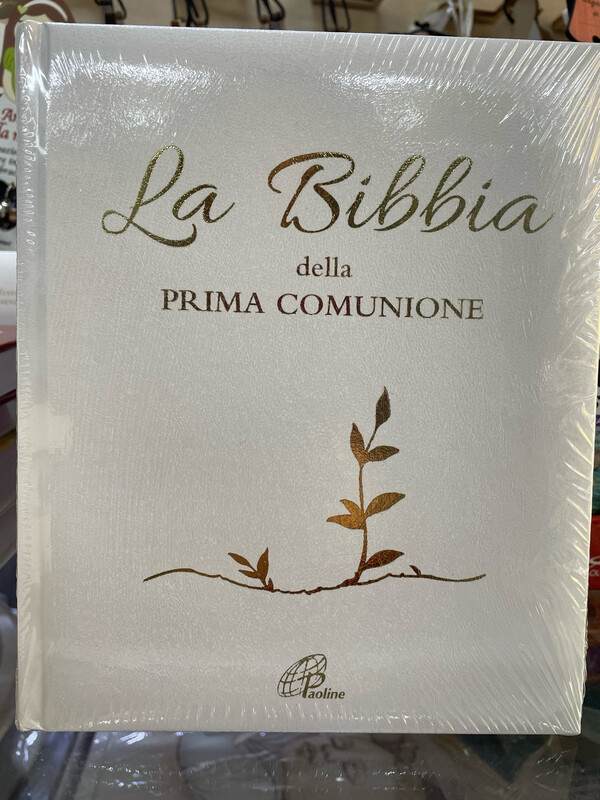 La Bibbia
della
PRIMA COMUNIONE
Paoline